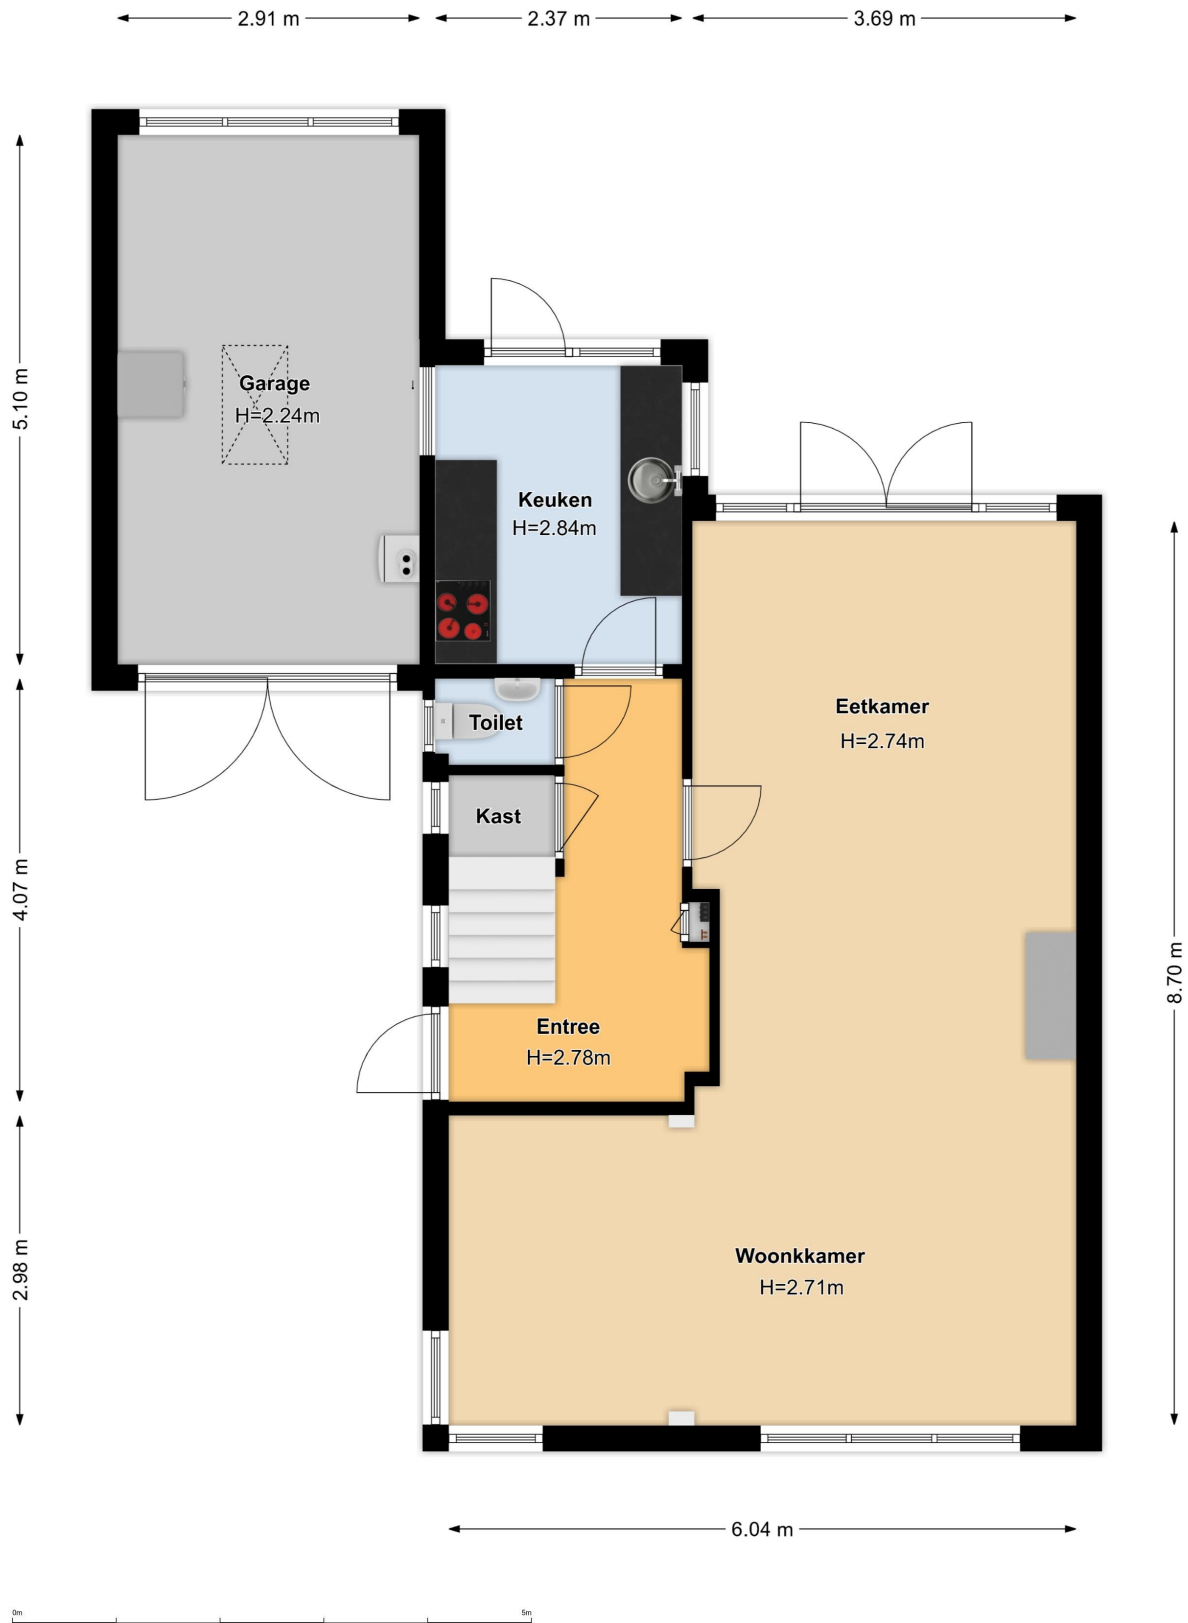 2.91 m
2.37 m
3.69 m
5.10 m
Garage
H=2.24m
Keuken
H=2.84m
Eetkamer
H=2.74m
Toilet
Kast
4.07 m
8.70 m
Entree
H=2.78m
2.98 m
Woonkkamer
H=2.71m
6.04 m
0m
5m